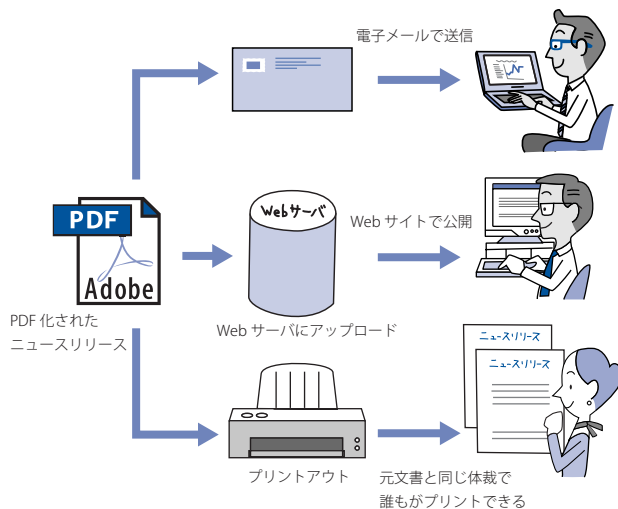 電子メールで送信
PDF
Adobe
PDF 化された
ニュースリリース
Webサーバ
Web サイトで公開
Web サーバにアップロード
ニュースリリース
ニュースリリース
プリントアウト
元文書と同じ体裁で
誰もがプリントできる